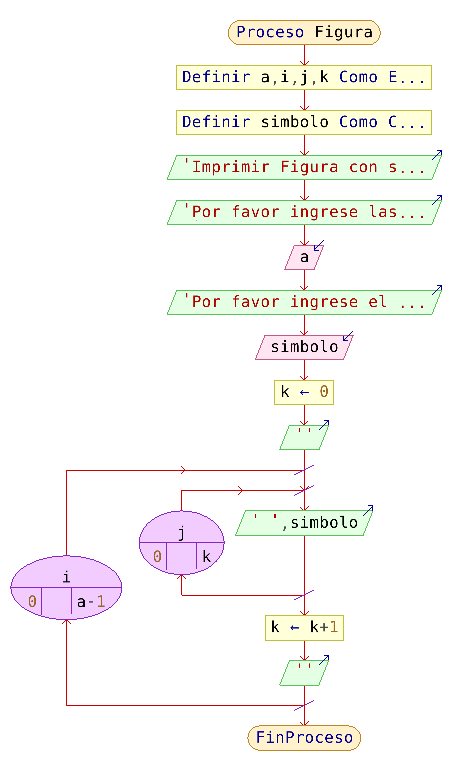 Proceso Figura
Definir a,i,j,k Como E...
Definir simbolo Como C...
'Imprimir Figura con s...
'Por favor ingrese las...
a
'Por favor ingrese el ...
simbolo
k ← 0
''
j
0 k
' ',simbolo
i
0 a-1
k ← k+1
''
FinProceso